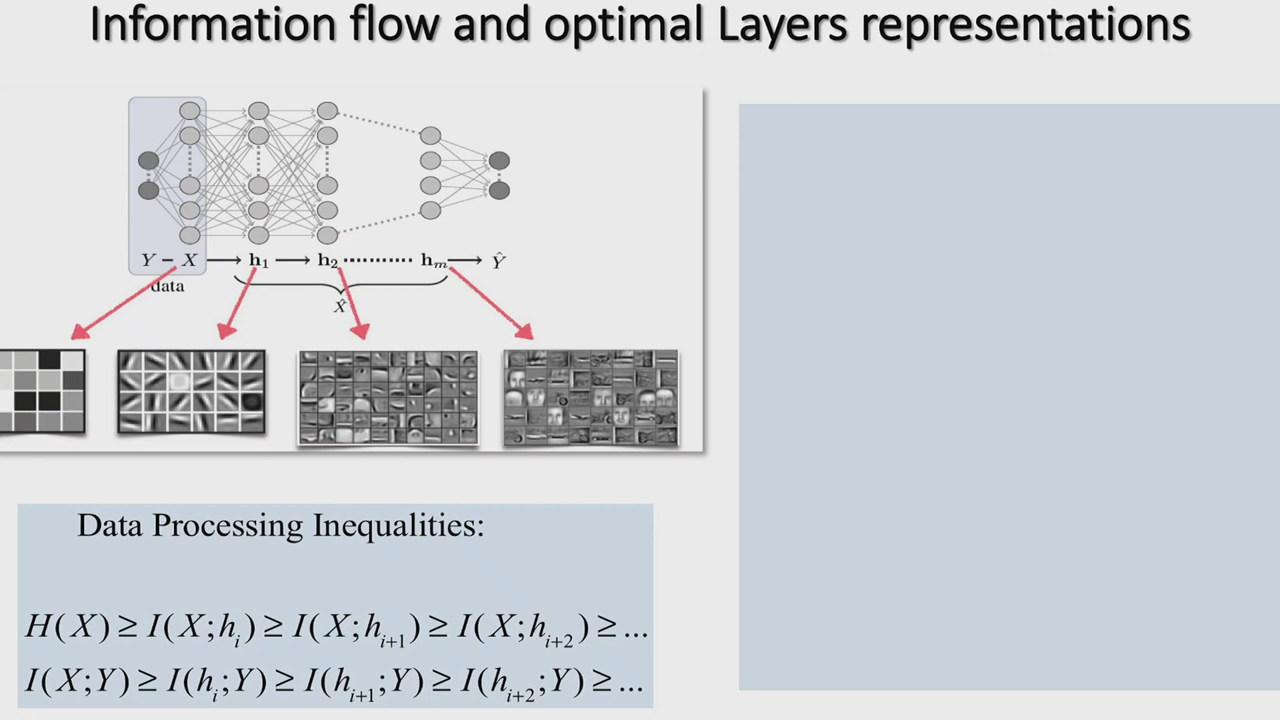 Information flow and optimal Layers representations
Y – X → h₁ → h₂ ············ hₘ → Ŷ
data
X̂
Data Processing Inequalities:
H(X) ≥ I(X;hᵢ) ≥ I(X;hᵢ₊₁) ≥ I(X;hᵢ₊₂) ≥ ...
I(X;Y) ≥ I(hᵢ;Y) ≥ I(hᵢ₊₁;Y) ≥ I(hᵢ₊₂;Y) ≥ ...